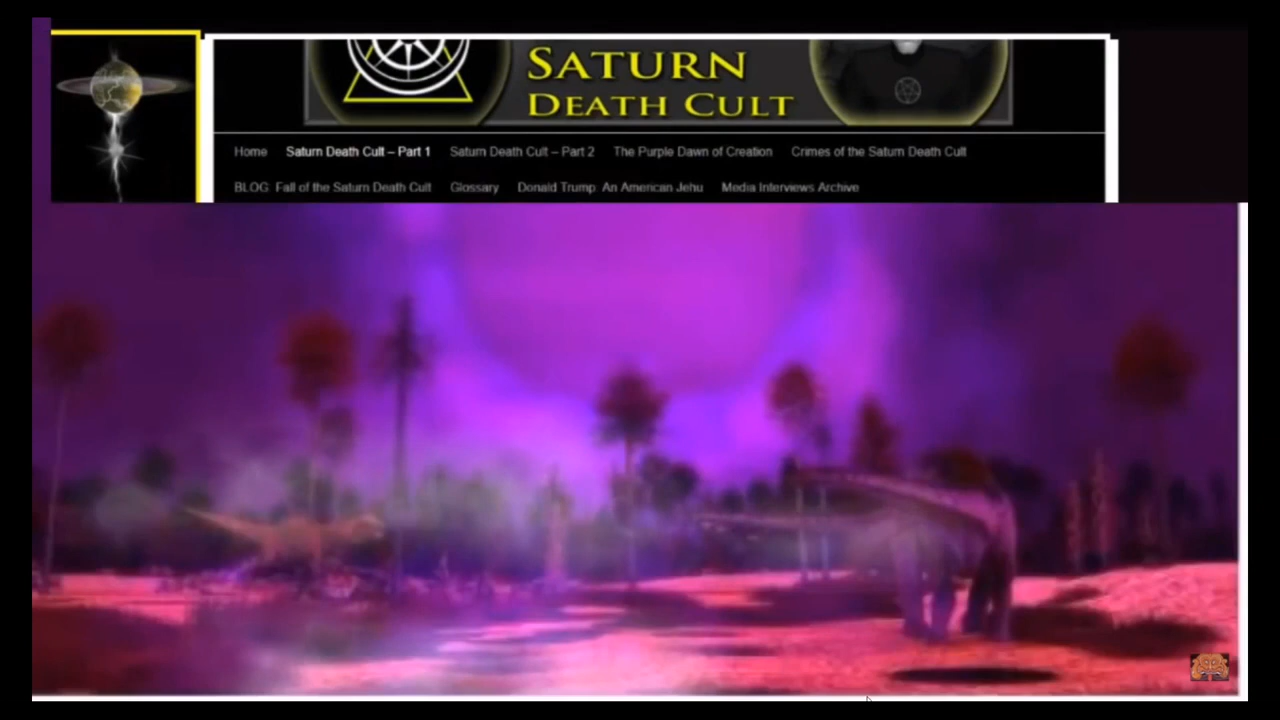 SATURN
DEATH CULT
Home Saturn Death Cult – Part 1 Saturn Death Cult – Part 2 The Purple Dawn of Creation Crimes of the Saturn Death Cult
BLOG: Fall of the Saturn Death Cult Glossary Donald Trump: An American Jehu Media Interviews Archive